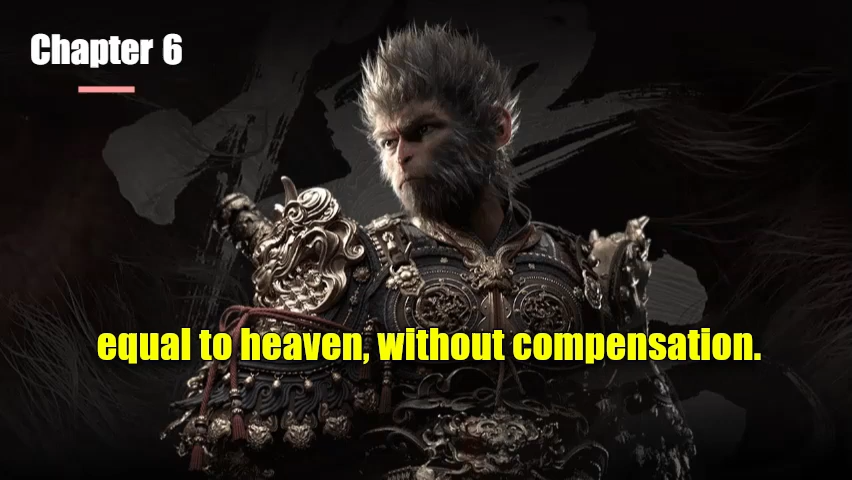 Chapter 6
equal to heaven, without compensation.